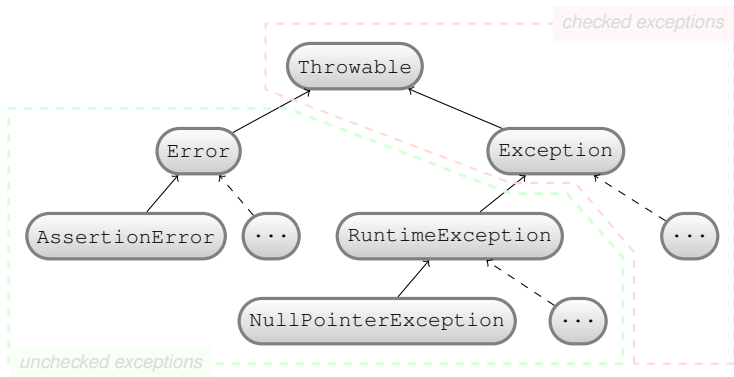 checked exceptions
Throwable
Error
Exception
AssertionError
...
RuntimeException
...
NullPointerException
...
unchecked exceptions